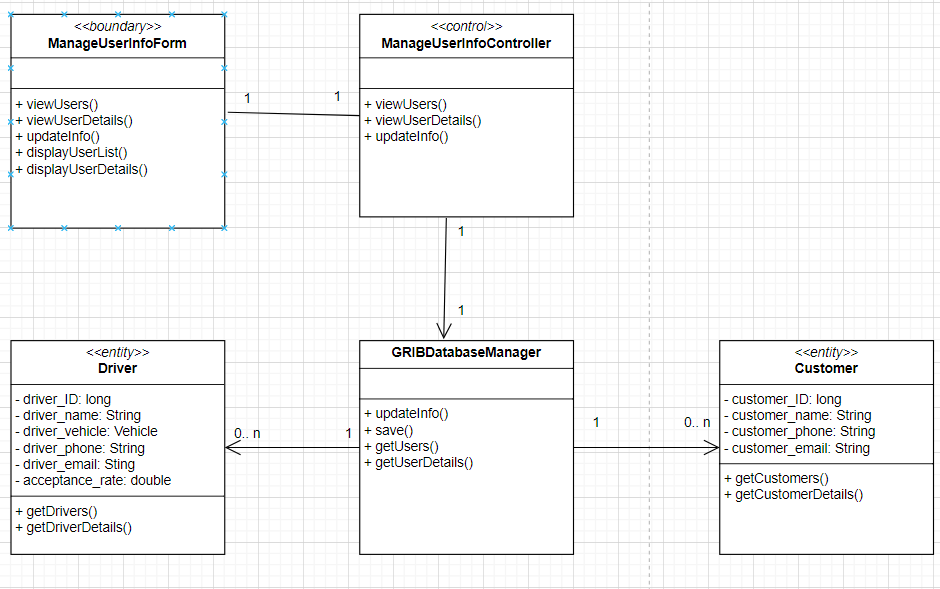 <<boundary>>
ManageUserInfoForm
+ viewUsers()
+ viewUserDetails()
+ updateInfo()
+ displayUserList()
+ displayUserDetails()
1
1
<<control>>
ManageUserInfoController
+ viewUsers()
+ viewUserDetails()
+ updateInfo()
1
1
<<entity>>
Driver
- driver_ID: long
- driver_name: String
- driver_vehicle: Vehicle
- driver_phone: String
- driver_email: Sting
- acceptance_rate: double
+ getDrivers()
+ getDriverDetails()
0.. n
1
GRIBDatabaseManager
+ updateInfo()
+ save()
+ getUsers()
+ getUserDetails()
1
0.. n
<<entity>>
Customer
- customer_ID: long
- customer_name: String
- customer_phone: String
- customer_email: String
+ getCustomers()
+ getCustomerDetails()